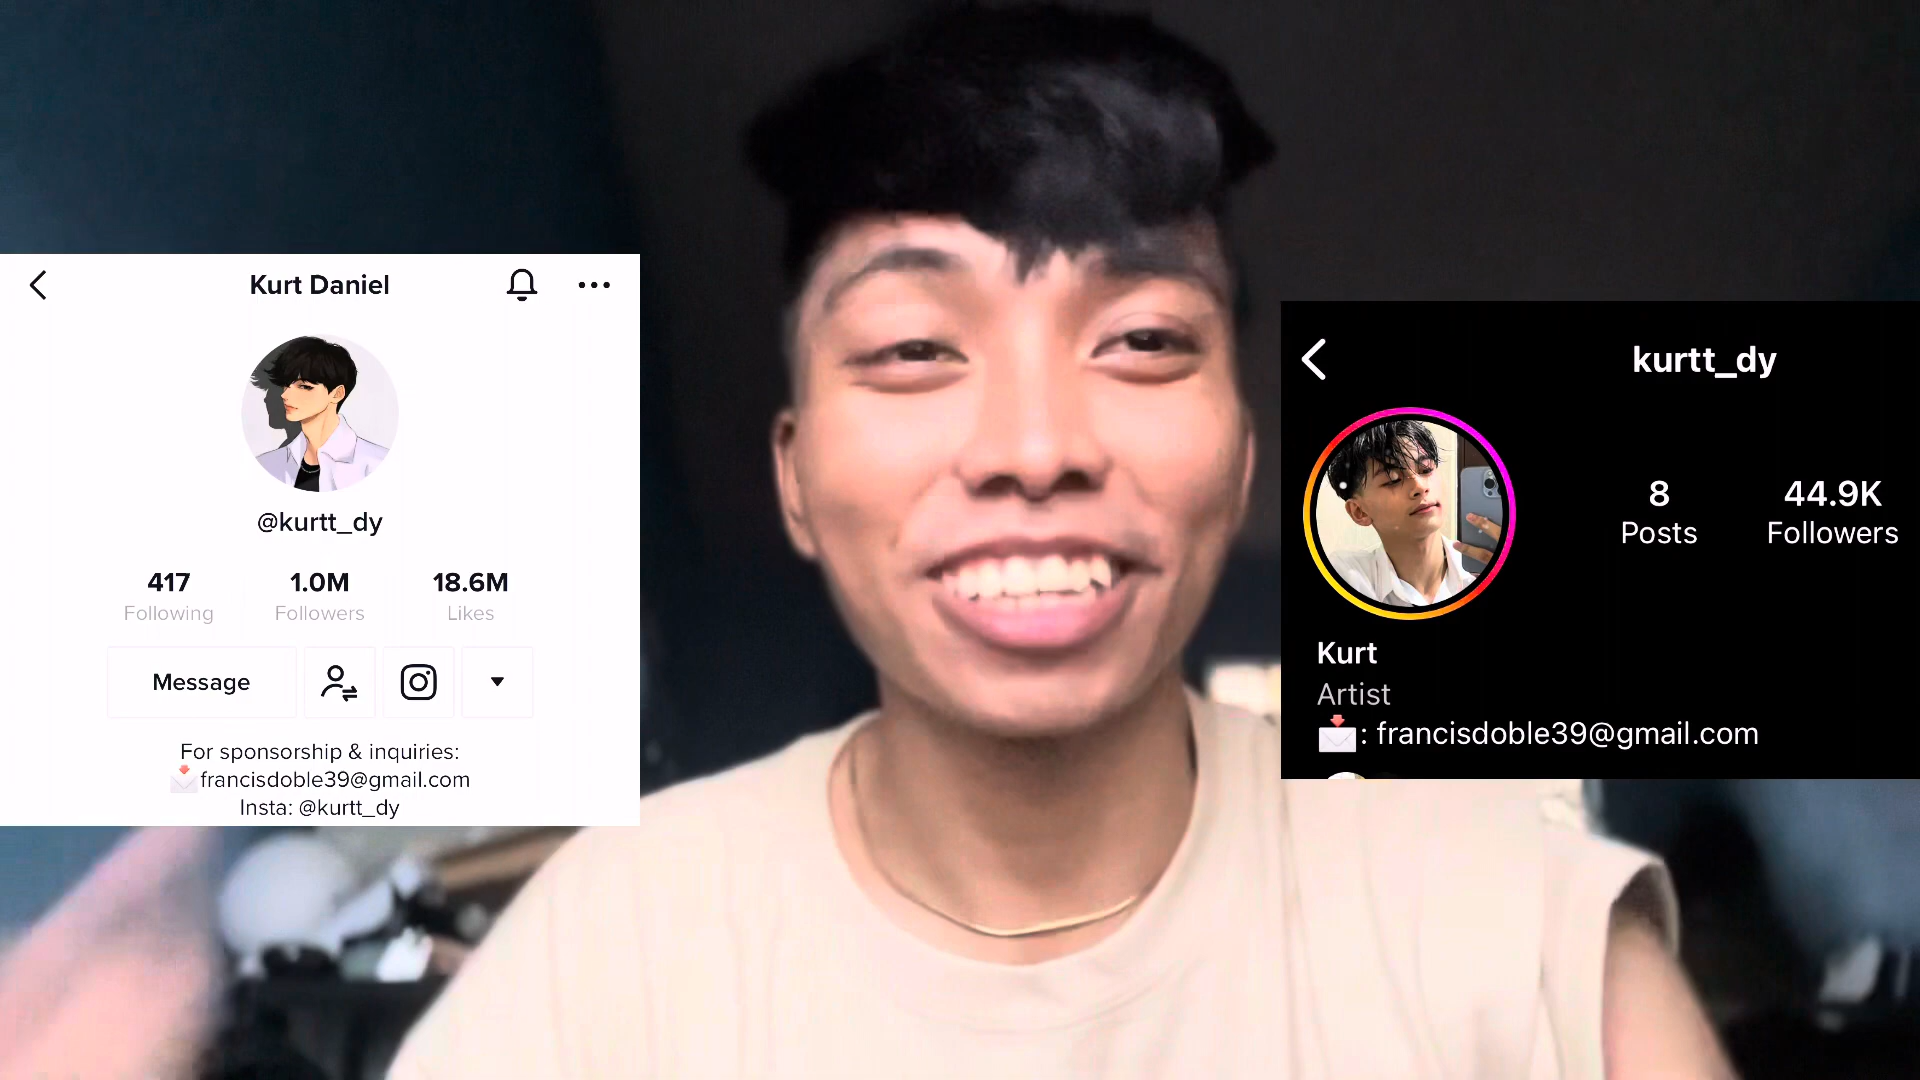 Kurt Daniel
@kurtt_dy
417 1.0M 18.6M
Following Followers Likes
Message
For sponsorship & inquiries:
francisdoble39@gmail.com
Insta: @kurtt_dy
kurtt_dy
8 44.9K
Posts Followers
Kurt
Artist
: francisdoble39@gmail.com